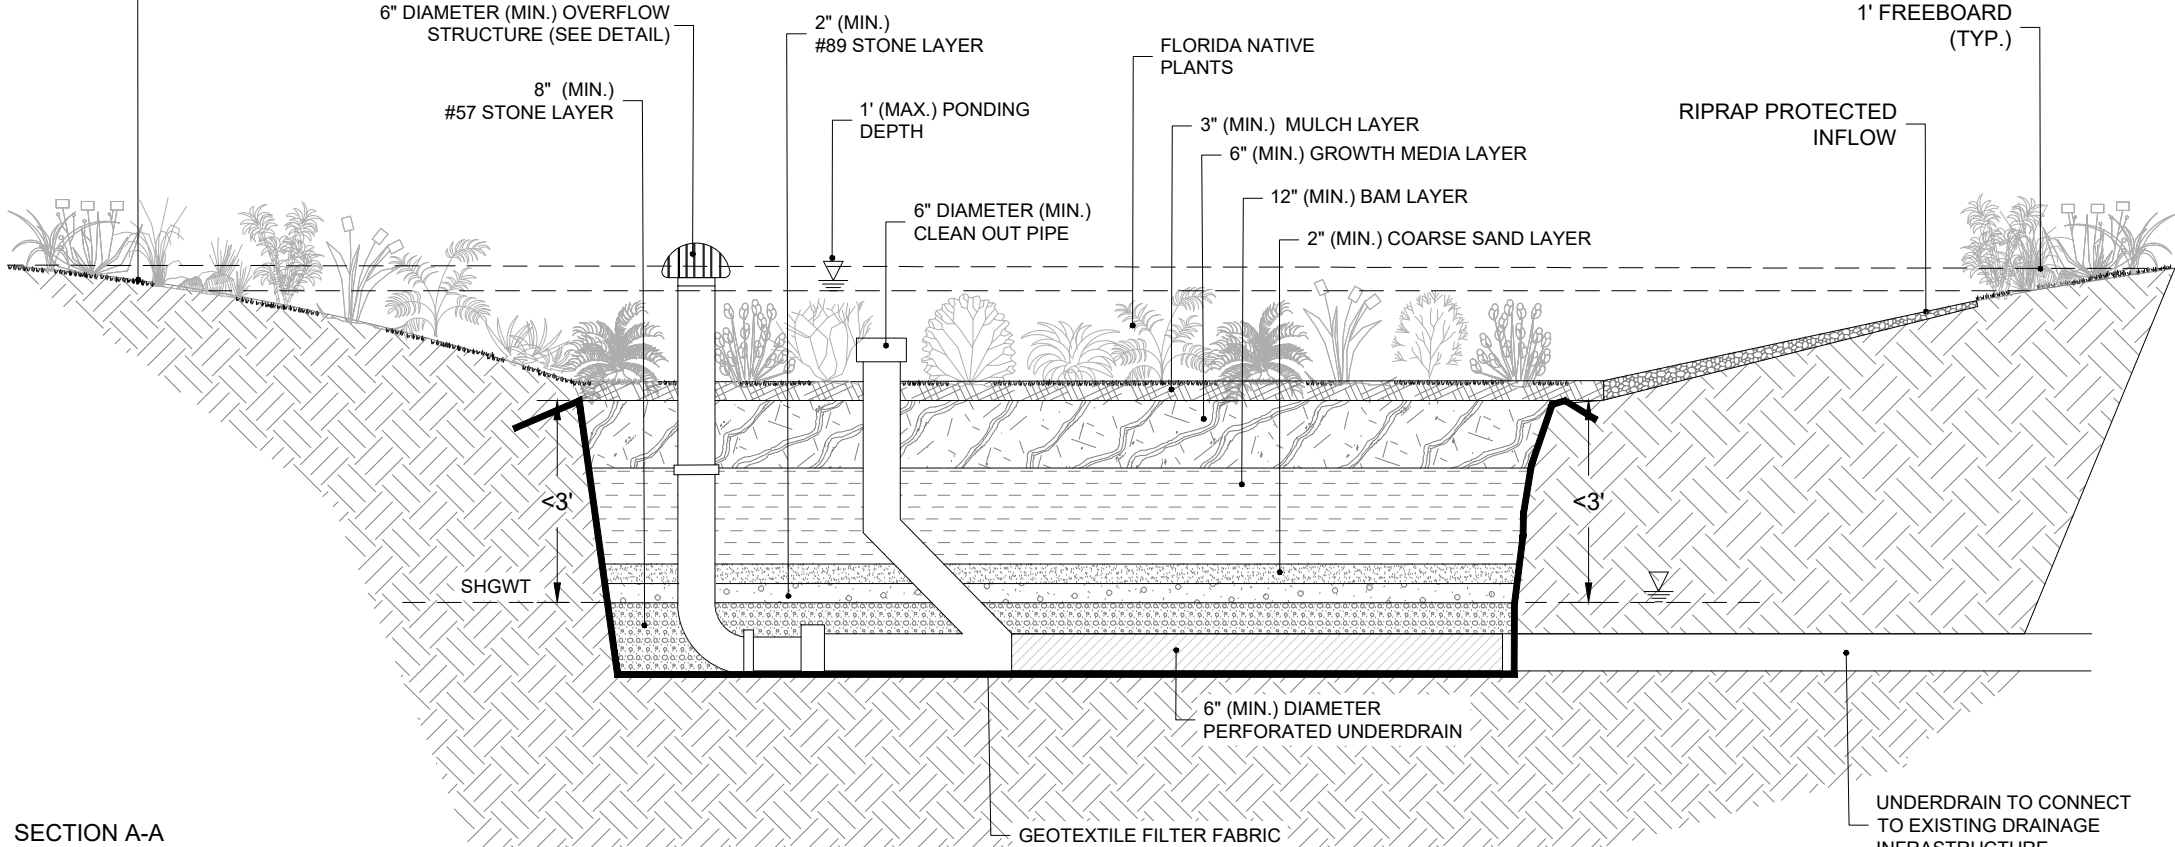 6" DIAMETER (MIN.) OVERFLOW
STRUCTURE (SEE DETAIL)
2" (MIN.)
#89 STONE LAYER
FLORIDA NATIVE
PLANTS
1' FREEBOARD
(TYP.)
8" (MIN.)
#57 STONE LAYER
1' (MAX.) PONDING
DEPTH
3" (MIN.) MULCH LAYER
6" (MIN.) GROWTH MEDIA LAYER
RIPRAP PROTECTED
INFLOW
12" (MIN.) BAM LAYER
6" DIAMETER (MIN.)
CLEAN OUT PIPE
2" (MIN.) COARSE SAND LAYER
<3'
<3'
SHGWT
6" (MIN.) DIAMETER
PERFORATED UNDERDRAIN
SECTION A-A
GEOTEXTILE FILTER FABRIC
UNDERDRAIN TO CONNECT
TO EXISTING DRAINAGE
INFRASTRUCTURE